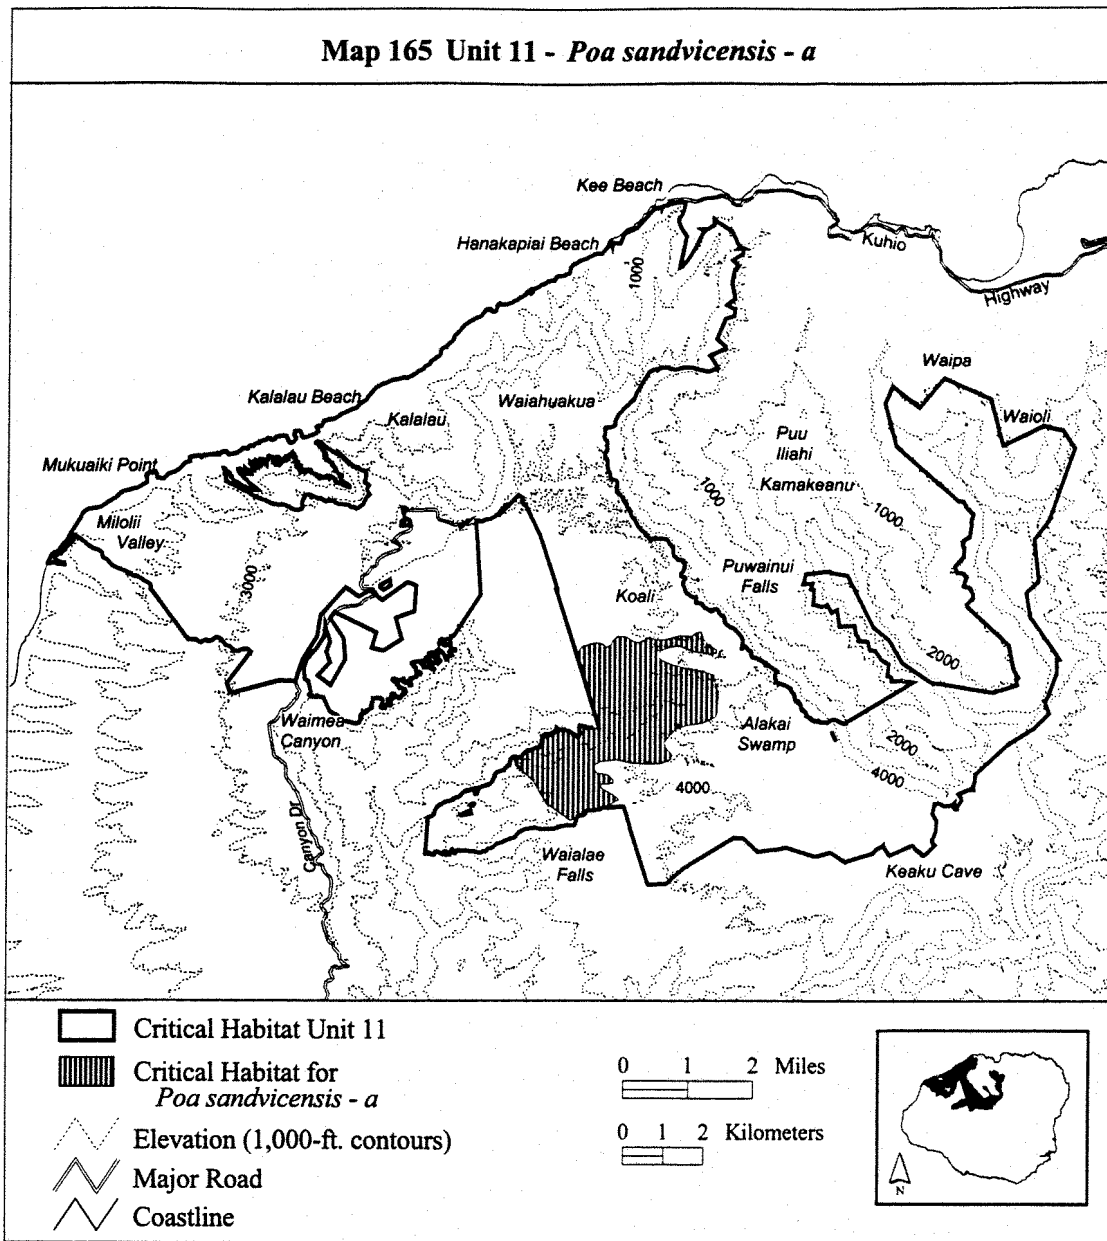 Map 165 Unit 11 - Poa sandvicensis - a
Kee Beach
Hanakapiai Beach
Kuhio
Highway
1000
Waipa
Kalalau Beach
Kalalau
Waiahuakua
Waioli
Puu
Iliahi
Mukuaiki Point
Kamakeanu
1000
1000
Milolii
Valley
3000
Puwainui
Falls
Koali
2000
Waimea
Canyon
Alakai
Swamp
2000
4000
4000
Canyon Dr
Waialae
Falls
Keaku Cave
Critical Habitat Unit 11
Critical Habitat for
Poa sandvicensis - a
Elevation (1,000-ft. contours)
Major Road
Coastline
0 1 2 Miles
0 1 2 Kilometers
N